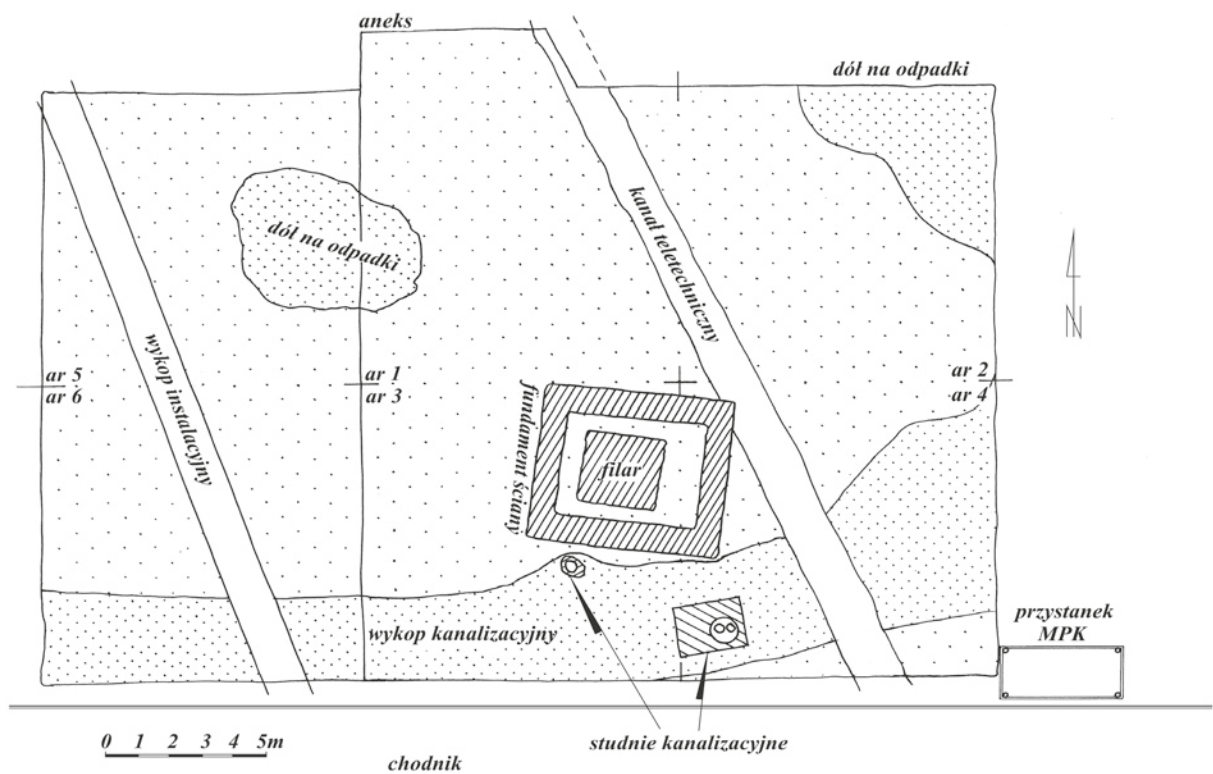 aneks
dół na odpadki
dół na odpadki
kanał teletechniczny
wykop instalacyjny
N
ar 5
ar 6
ar 1
ar 3
ar 2
ar 4
fundament ściany
filar
wykop kanalizacyjny
przystanek
MPK
studnie kanalizacyjne
0 1 2 3 4 5m
chodnik